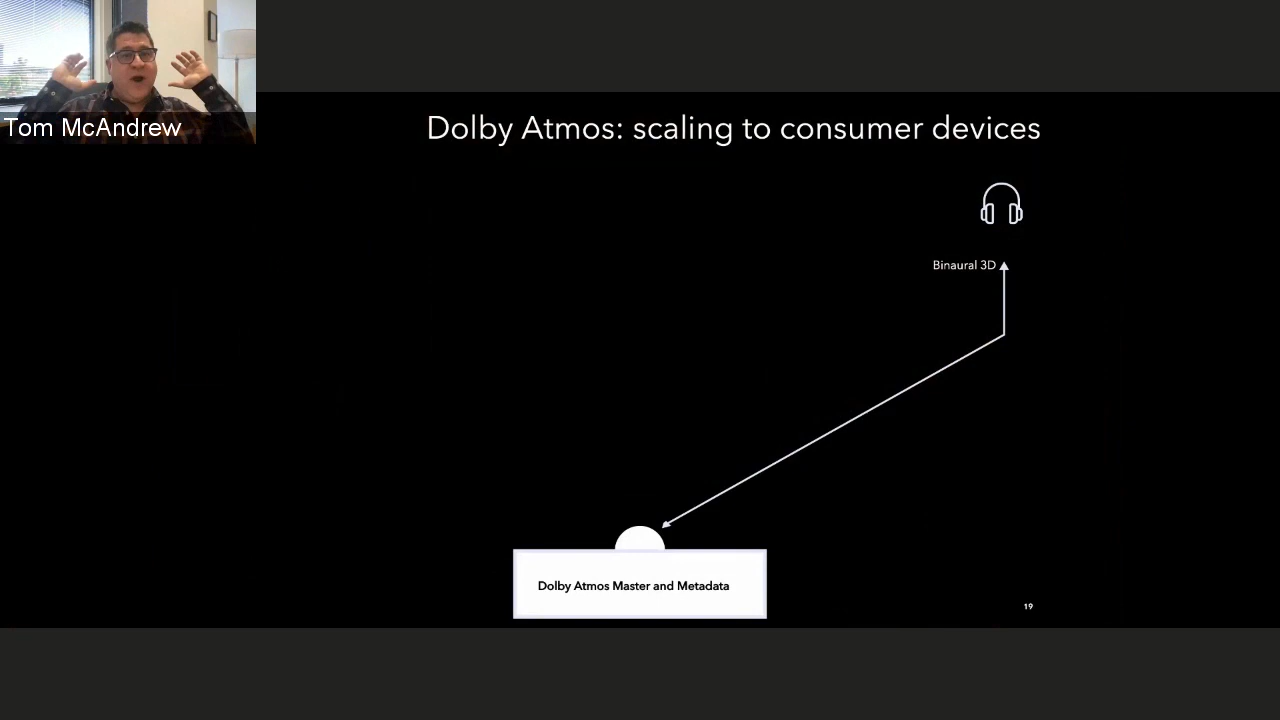 Tom McAndrew
Dolby Atmos: scaling to consumer devices
Binaural 3D
Dolby Atmos Master and Metadata
19